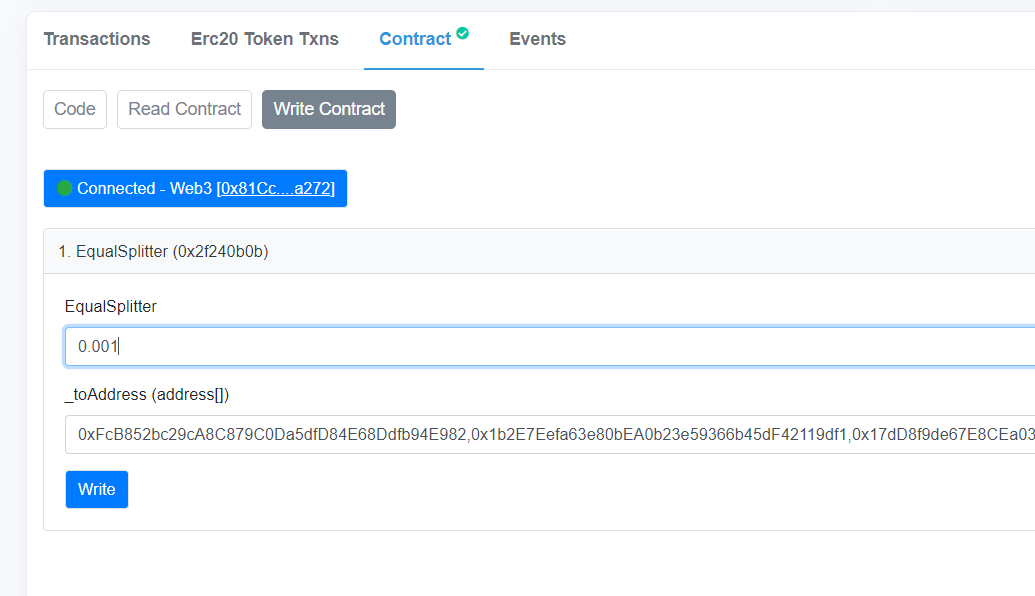 Transactions Erc20 Token Txns Contract Events
Code Read Contract Write Contract
Connected - Web3 [0x81Cc....a272]
1. EqualSplitter (0x2f240b0b)
EqualSplitter
0.001
_toAddress (address[])
0xFcB852bc29cA8C879C0Da5dfD84E68Ddfb94E982,0x1b2E7Eefa63e80bEA0b23e59366b45dF42119df1,0x17dD8f9de67E8CEa03
Write